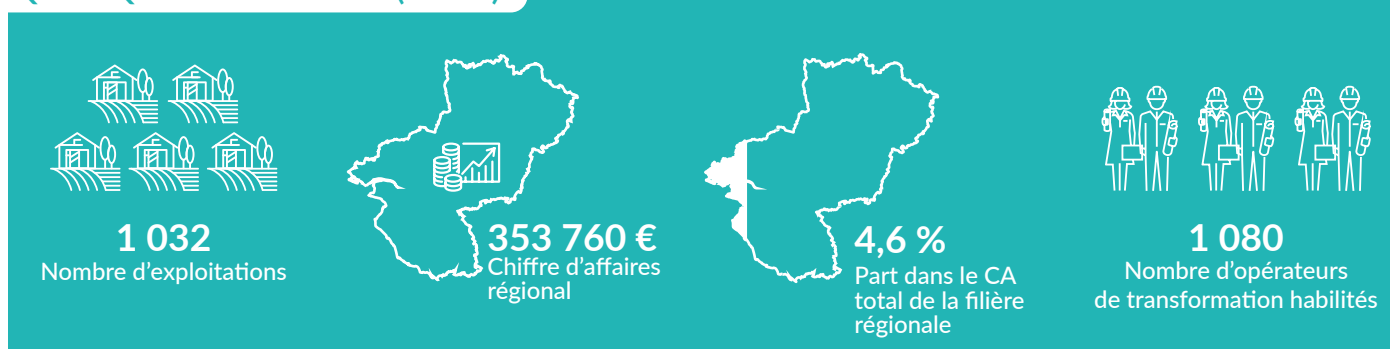 1 032
Nombre d’exploitations
353 760 €
Chiffre d’affaires
régional
4,6 %
Part dans le CA
total de la filière
régionale
1 080
Nombre d’opérateurs
de transformation habilités